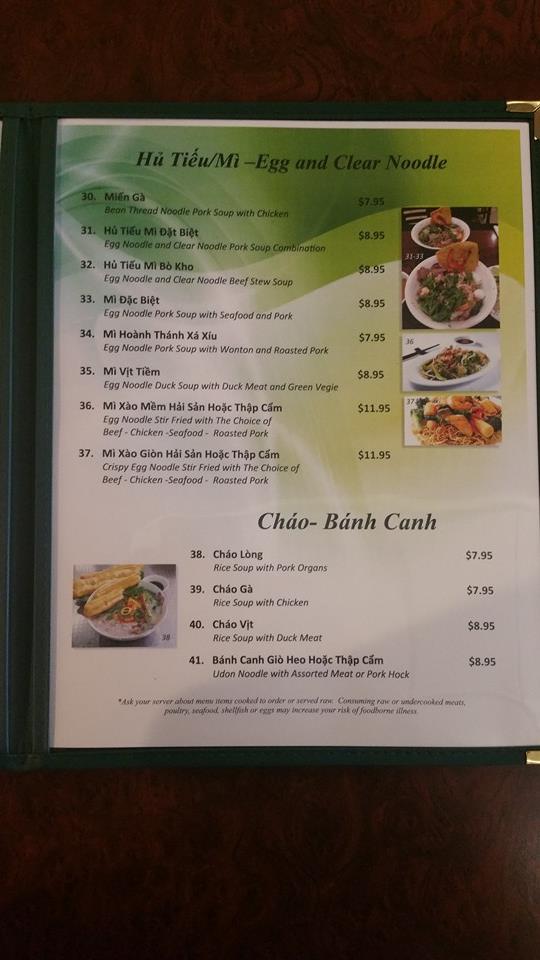 Hủ Tiếu/Mì –Egg and Clear Noodle
30. Miến Gà $7.95
Bean Thread Noodle Pork Soup with Chicken
31. Hủ Tiếu Mì Đặt Biệt $8.95
Egg Noodle and Clear Noodle Pork Soup Combination
32. Hủ Tiếu Mì Bò Kho $8.95
Egg Noodle and Clear Noodle Beef Stew Soup
33. Mì Đặc Biệt $8.95
Egg Noodle Pork Soup with Seafood and Pork
34. Mì Hoành Thánh Xá Xíu $7.95
Egg Noodle Pork Soup with Wonton and Roasted Pork
35. Mì Vịt Tiềm $8.95
Egg Noodle Duck Soup with Duck Meat and Green Vegie
36. Mì Xào Mềm Hải Sản Hoặc Thập Cẩm $11.95
Egg Noodle Stir Fried with The Choice of
Beef - Chicken -Seafood - Roasted Pork
37. Mì Xào Giòn Hải Sản Hoặc Thập Cẩm $11.95
Crispy Egg Noodle Stir Fried with The Choice of
Beef - Chicken -Seafood - Roasted Pork
31-33
36
37
Cháo- Bánh Canh
38. Cháo Lòng $7.95
Rice Soup with Pork Organs
39. Cháo Gà $7.95
Rice Soup with Chicken
40. Cháo Vịt $8.95
Rice Soup with Duck Meat
41. Bánh Canh Giò Heo Hoặc Thập Cẩm $8.95
Udon Noodle with Assorted Meat or Pork Hock
38
*Ask your server about menu items cooked to order or served raw. Consuming raw or undercooked meats,
poultry, seafood, shellfish or eggs may increase your risk of foodborne illness.